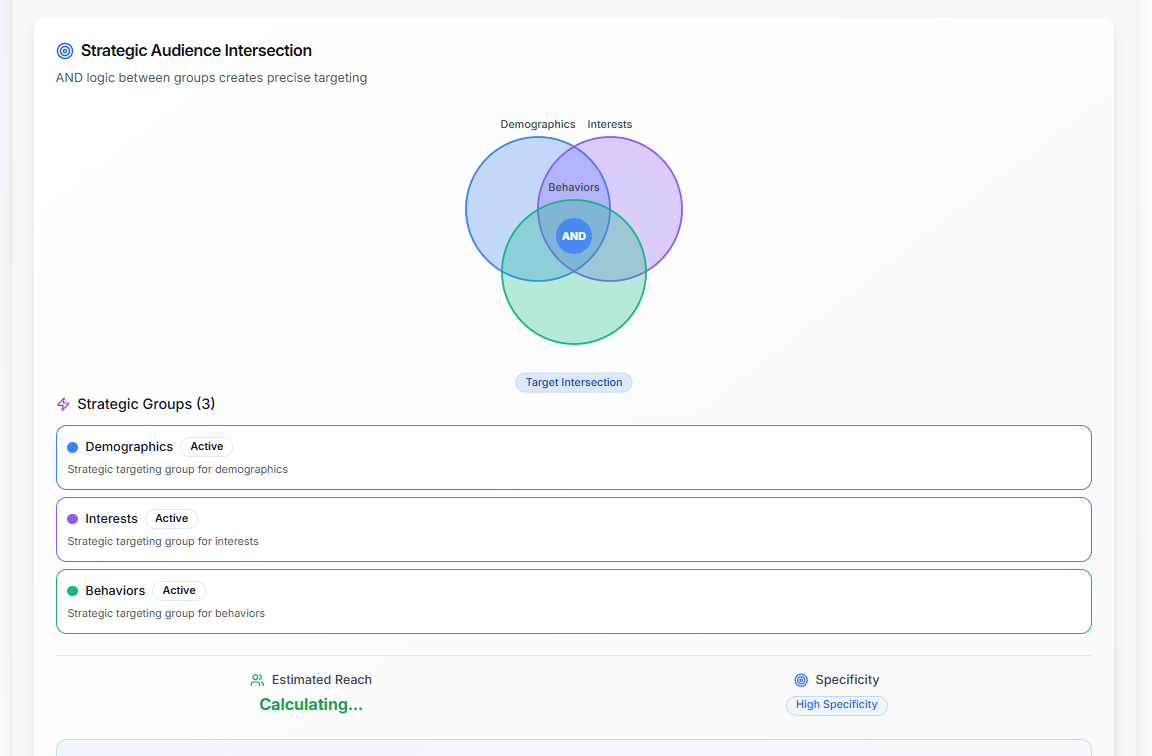 Strategic Audience Intersection
AND logic between groups creates precise targeting
Demographics Interests
Behaviors
AND
Target Intersection
Strategic Groups (3)
Demographics Active
Strategic targeting group for demographics
Interests Active
Strategic targeting group for interests
Behaviors Active
Strategic targeting group for behaviors
Estimated Reach
Calculating...
Specificity
High Specificity